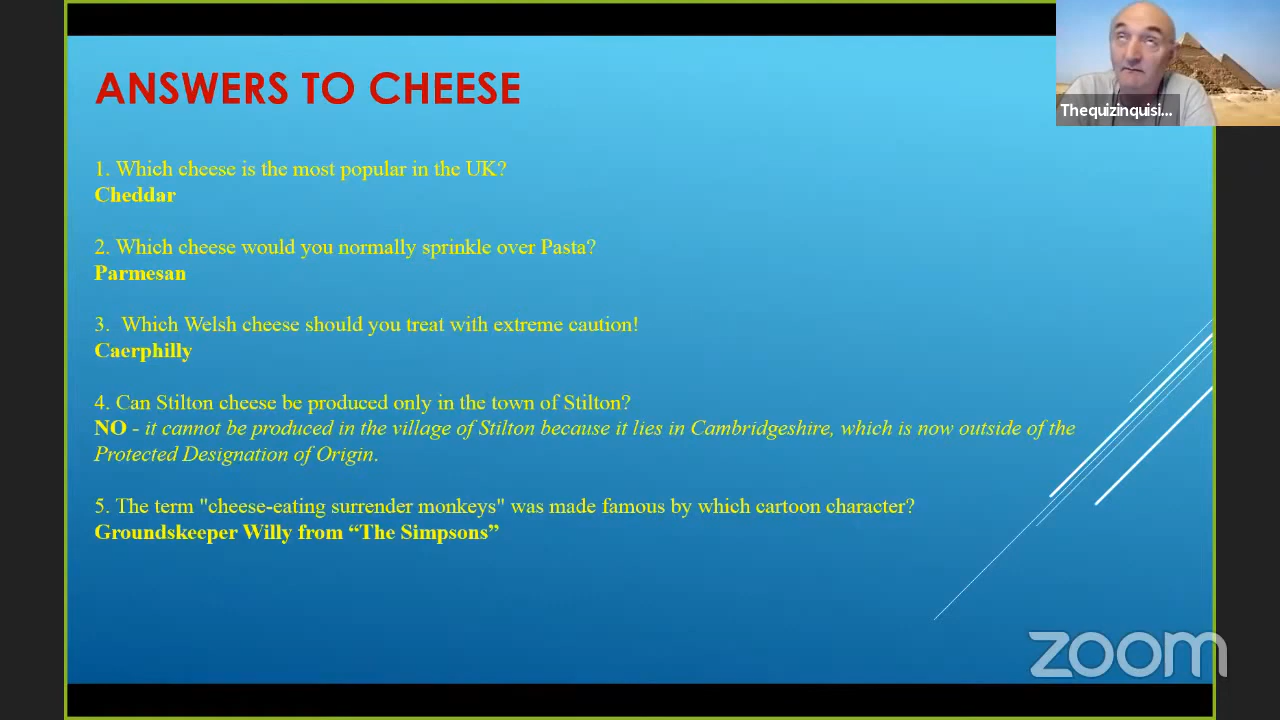 ANSWERS TO CHEESE
Thequizinquisi...
1. Which cheese is the most popular in the UK?
Cheddar
2. Which cheese would you normally sprinkle over Pasta?
Parmesan
3.  Which Welsh cheese should you treat with extreme caution!
Caerphilly
4. Can Stilton cheese be produced only in the town of Stilton?
NO - it cannot be produced in the village of Stilton because it lies in Cambridgeshire, which is now outside of the
Protected Designation of Origin.
5. The term "cheese-eating surrender monkeys" was made famous by which cartoon character?
Groundskeeper Willy from “The Simpsons”
zoom